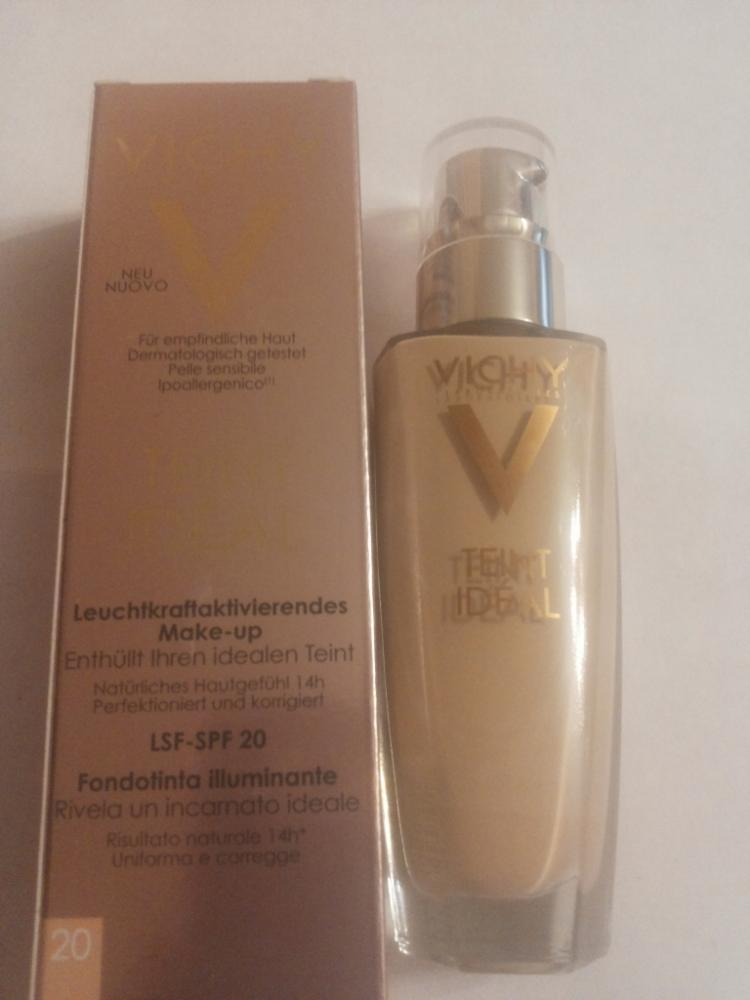 VICHY
V
NEU
NUOVO
Für empfindliche Haut
Dermatologisch getestet
Pelle sensibile
Ipoallergenico(1)
TEINT
IDÉAL
Leuchtkraftaktivierendes
Make-up
Enthüllt Ihren idealen Teint
Natürliches Hautgefühl 14h
Perfektioniert und korrigiert
LSF-SPF 20
Fondotinta illuminante
Rivela un incarnato ideale
Risultato naturale 14h*
Uniforma e corregge
20
VICHY
LABORATOIRES
V
TEINT
IDÉAL